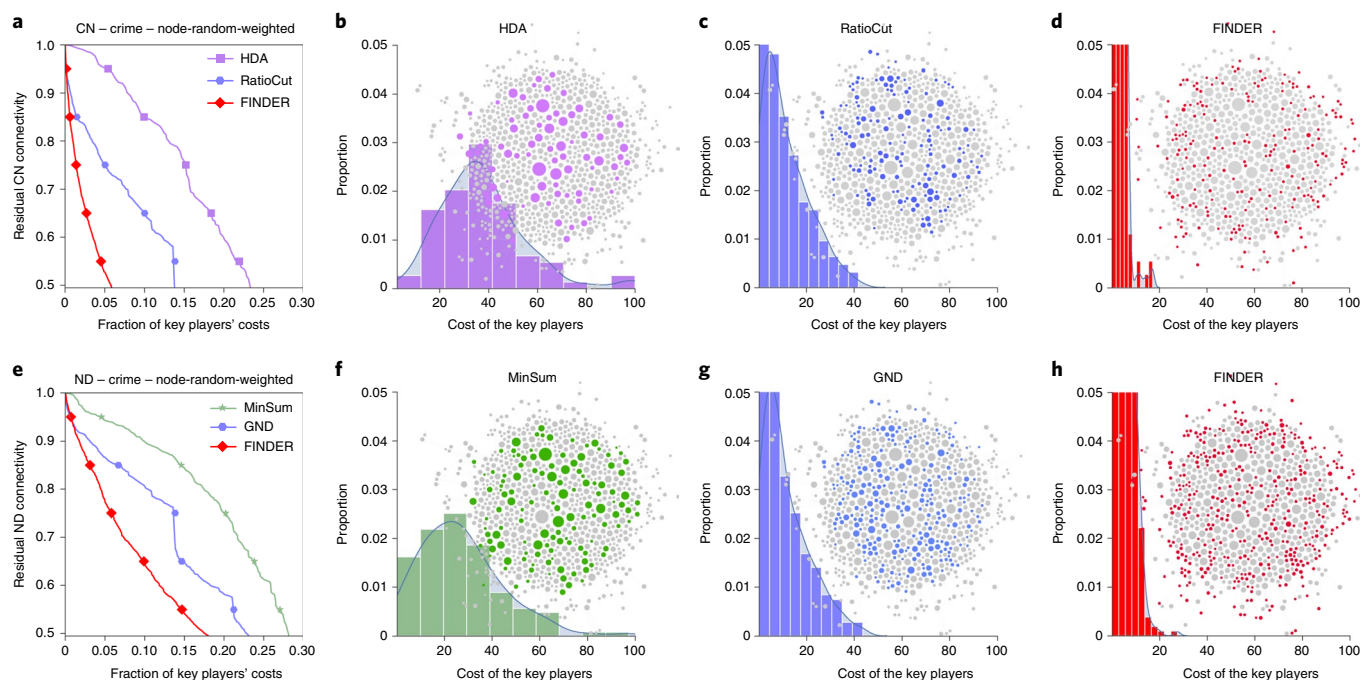 a
CN – crime – node-random-weighted
1.0
0.9
0.8
0.7
0.6
0.5
Residual CN connectivity
HDA
RatioCut
FINDER
0
0.05
0.10
0.15
0.20
0.25
0.30
Fraction of key players' costs
b
HDA
0.05
0.04
0.03
0.02
0.01
0
Proportion
20
40
60
80
100
Cost of the key players
c
RatioCut
0.05
0.04
0.03
0.02
0.01
0
Proportion
20
40
60
80
100
Cost of the key players
d
FINDER
0.05
0.04
0.03
0.02
0.01
0
Proportion
20
40
60
80
100
Cost of the key players
e
ND – crime – node-random-weighted
1.0
0.9
0.8
0.7
0.6
0.5
Residual ND connectivity
MinSum
GND
FINDER
0
0.05
0.10
0.15
0.20
0.25
0.30
Fraction of key players' costs
f
MinSum
0.05
0.04
0.03
0.02
0.01
0
Proportion
20
40
60
80
100
Cost of the key players
g
GND
0.05
0.04
0.03
0.02
0.01
0
Proportion
20
40
60
80
100
Cost of the key players
h
FINDER
0.05
0.04
0.03
0.02
0.01
0
Proportion
20
40
60
80
100
Cost of the key players